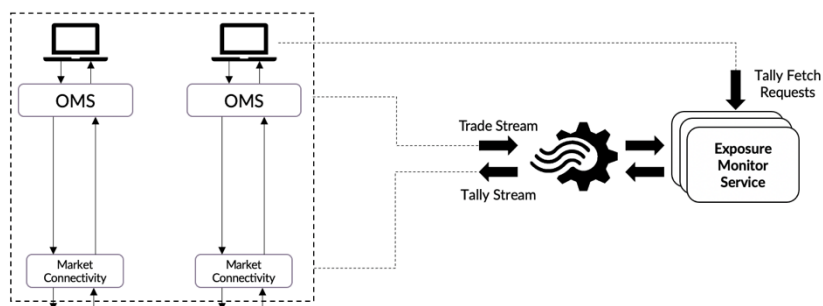 OMS
OMS
Tally Fetch
Requests
Trade Stream
Tally Stream
Exposure
Monitor
Service
Market
Connectivity
Market
Connectivity